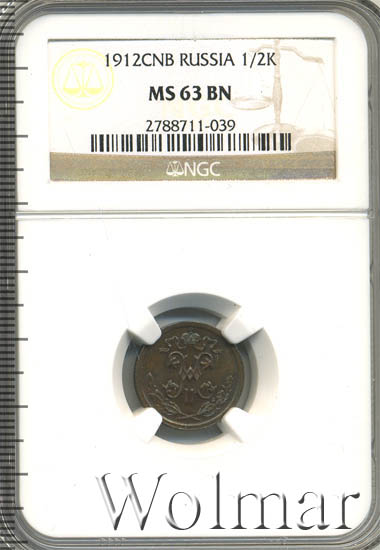 1912CNB RUSSIA 1/2K
MS 63 BN
2788711-039
NGC
Wolmar